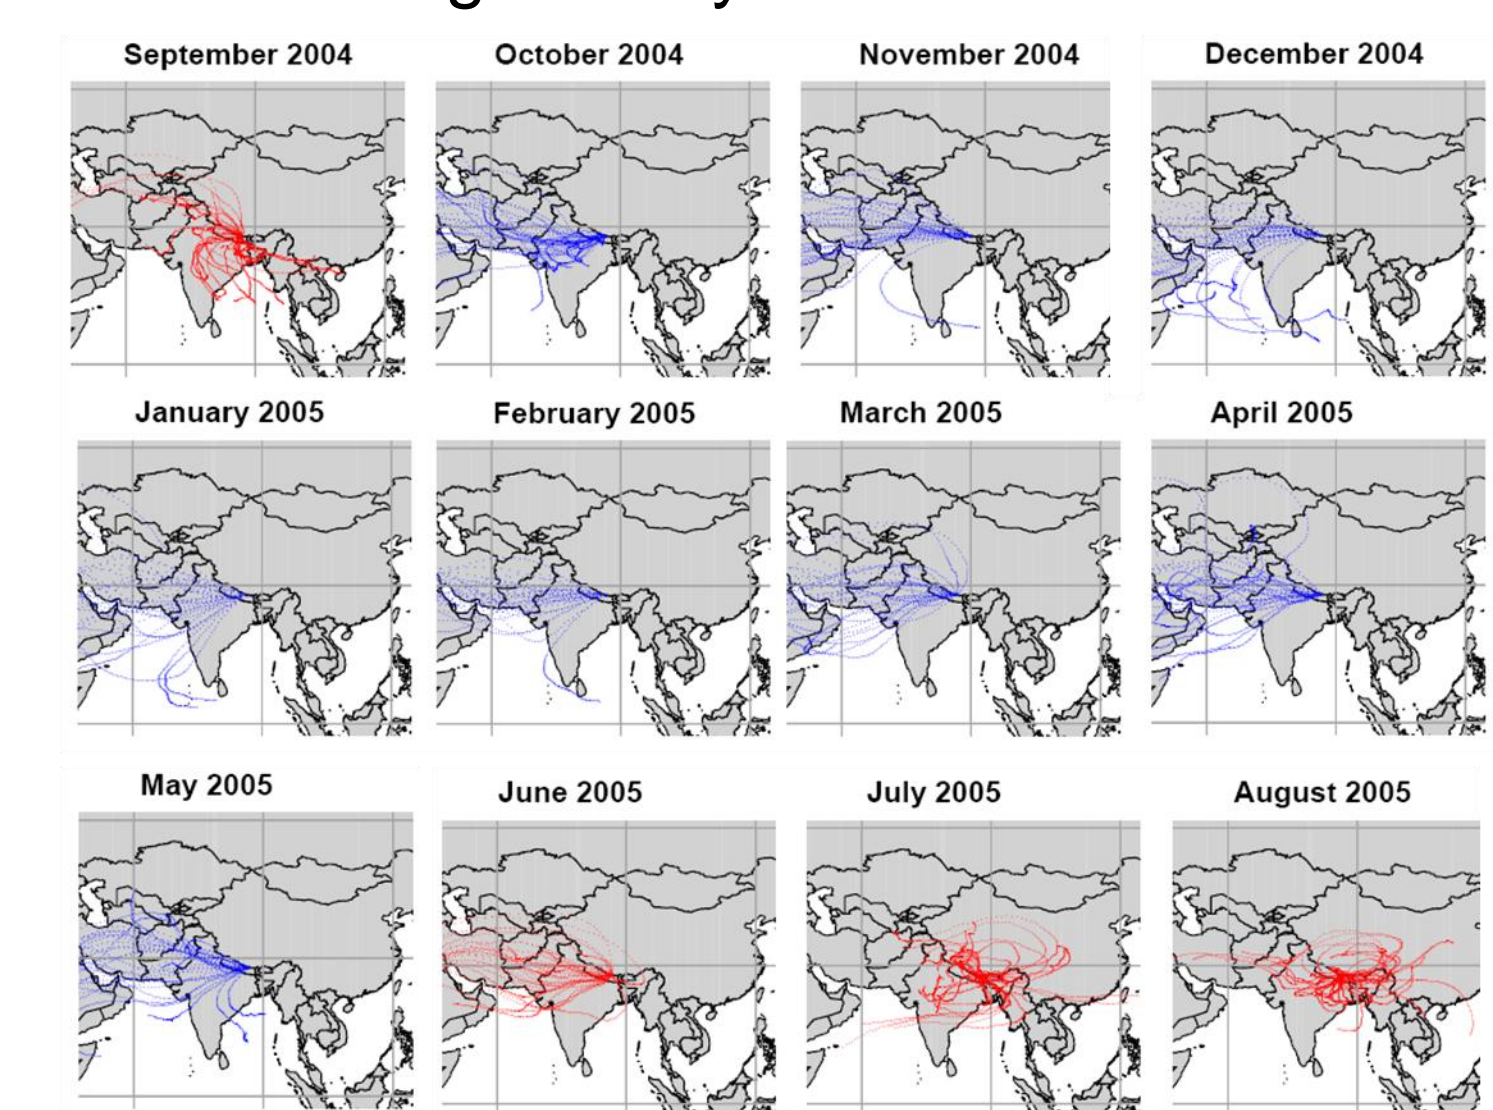 September 2004
October 2004
November 2004
December 2004
January 2005
February 2005
March 2005
April 2005
May 2005
June 2005
July 2005
August 2005